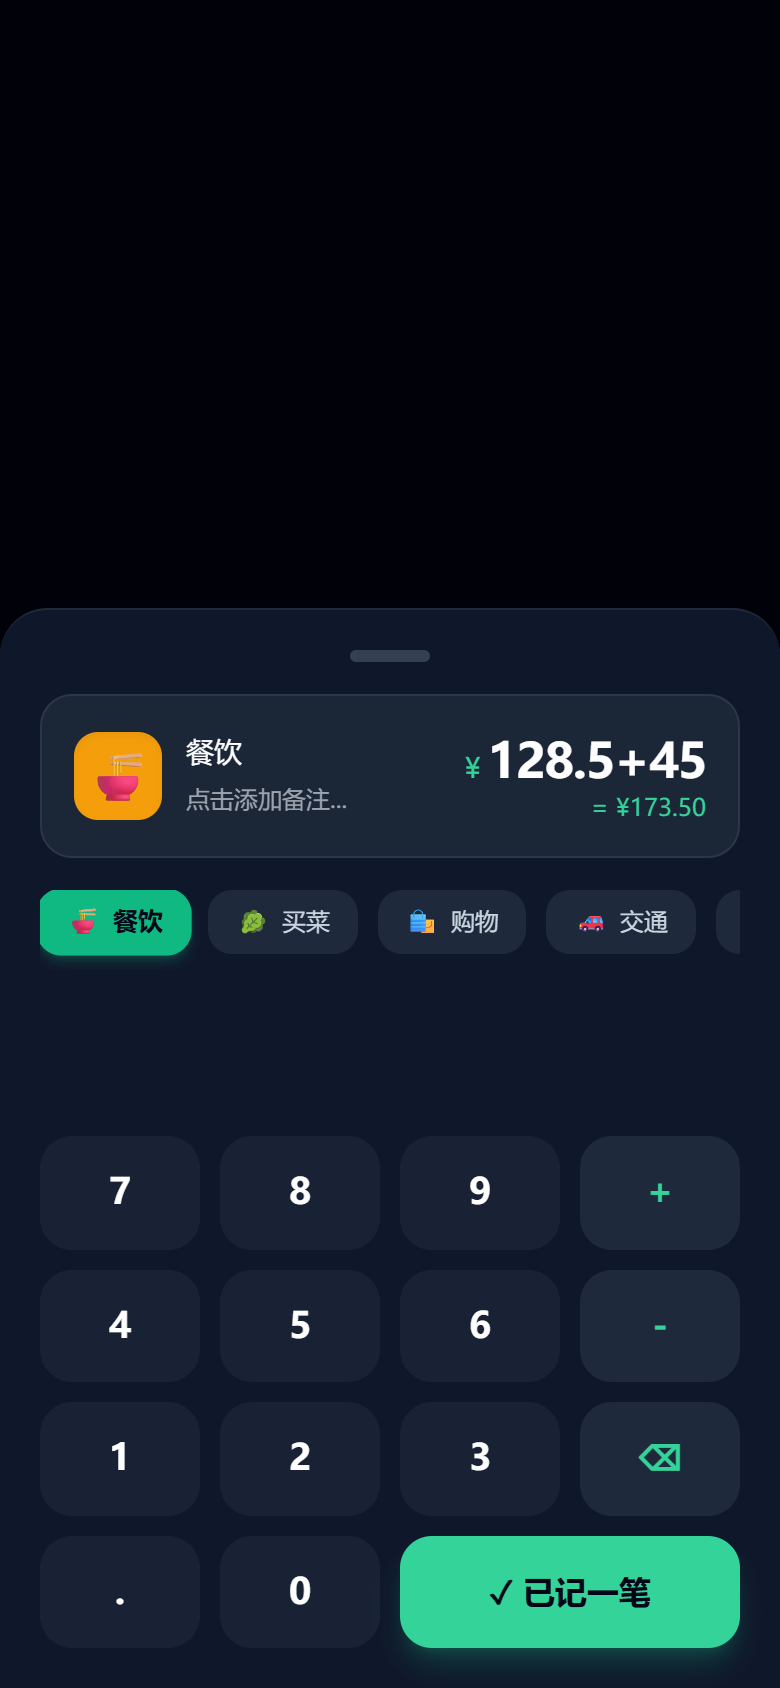 餐饮
点击添加备注...
¥ 128.5+45
= ¥173.50
餐饮 买菜 购物 交通
7 8 9 +
4 5 6 -
1 2 3 ⌫
. 0 ✓ 已记一笔